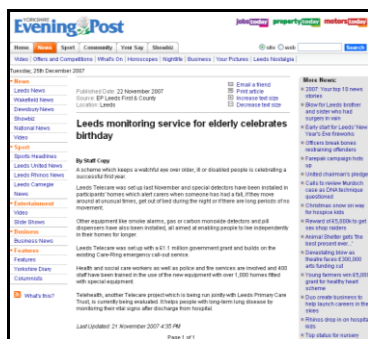 YORKSHIRE
Evening Post
jobstoday propertytoday motorstoday
Home News Sport Community Your Say Showbiz
site web Search
Video Offers and Competitions What's On Horoscopes Nightlife Business Your Pictures Leeds Nostalgia
Tuesday, 25th December 2007
News
Leeds News
Wakefield News
Dewsbury News
Showbiz
National News
Video
Sport
Sports Headlines
Leeds United News
Leeds Rhinos News
Leeds Carnegie News
Entertainment
Video
Slide Shows
Business
Business News
Features
Features
Yorkshire Diary
Columnists
What's this?
Published Date: 22 November 2007
Source: EP Leeds First & County
Location: Leeds
Email a friend
Print article
Increase text size
Decrease text size
Leeds monitoring service for elderly celebrates
birthday
By Staff Copy
A scheme which keeps a watchful eye over older, ill or disabled people is celebrating a
successful first year.
Leeds Telecare was set up last November and special detectors have been installed in
participants' homes which alert carers when someone has had a fall, if they move
around at unusual times, get out of bed during the night or if there are long periods of no
movement.
Other equipment like smoke alarms, gas or carbon monoxide detectors and pill
dispensers have also been installed, all aimed at enabling people to live independently
in their homes for longer.
Leeds Telecare was set up with a £1.1 million government grant and builds on the
existing Care-Ring emergency call-out service.
Health and social care workers as well as police and the services are involved and 400
staff have been trained in the use of the new equipment with over 1,000 homes fitted
with special equipment.
Telehealth, another Telecare project which is being run jointly with Leeds Primary Care
Trust, is currently being evaluated. It helps people with long-term lung disease by
monitoring their vital signs after discharge from hospital.
Last Updated: 21 November 2007 4:35 PM
Page 1 of 1
More News:
2007: Your top 10 news stories
Blow for Leeds brother and sister who had surgery in vain
Early start for Leeds' New Year's Eve fireworks
Officers break bones restraining offenders
Farepak campaign hots up
United chairman's pledge
Calls to review Murdoch case as DNA technique questioned
Christmas snow on way for hospice kids
Reward of £5,000k to get sex shop raiders
Animal Shelter gets 'the best present ever...'
Devastating blow as theatre faces £300,000 arts funding cut
Young farmers win £5,000 grant for healthy heart scheme
Duo create business to help launch careers in the skies
Rhinos drop in on hospital kids
Top status for nursery